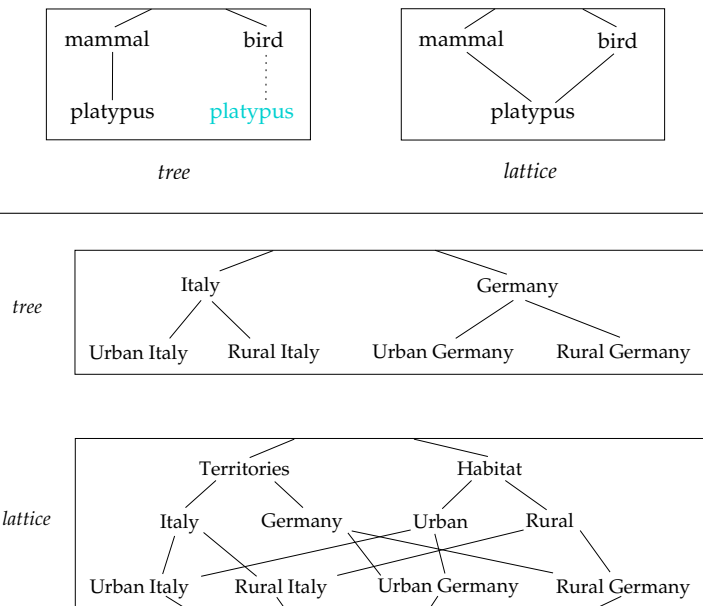 mammal bird
platypus platypus
tree
mammal bird
platypus
lattice
tree
Italy Germany
Urban Italy Rural Italy Urban Germany Rural Germany
lattice
Territories Habitat
Italy Germany Urban Rural
Urban Italy Rural Italy Urban Germany Rural Germany